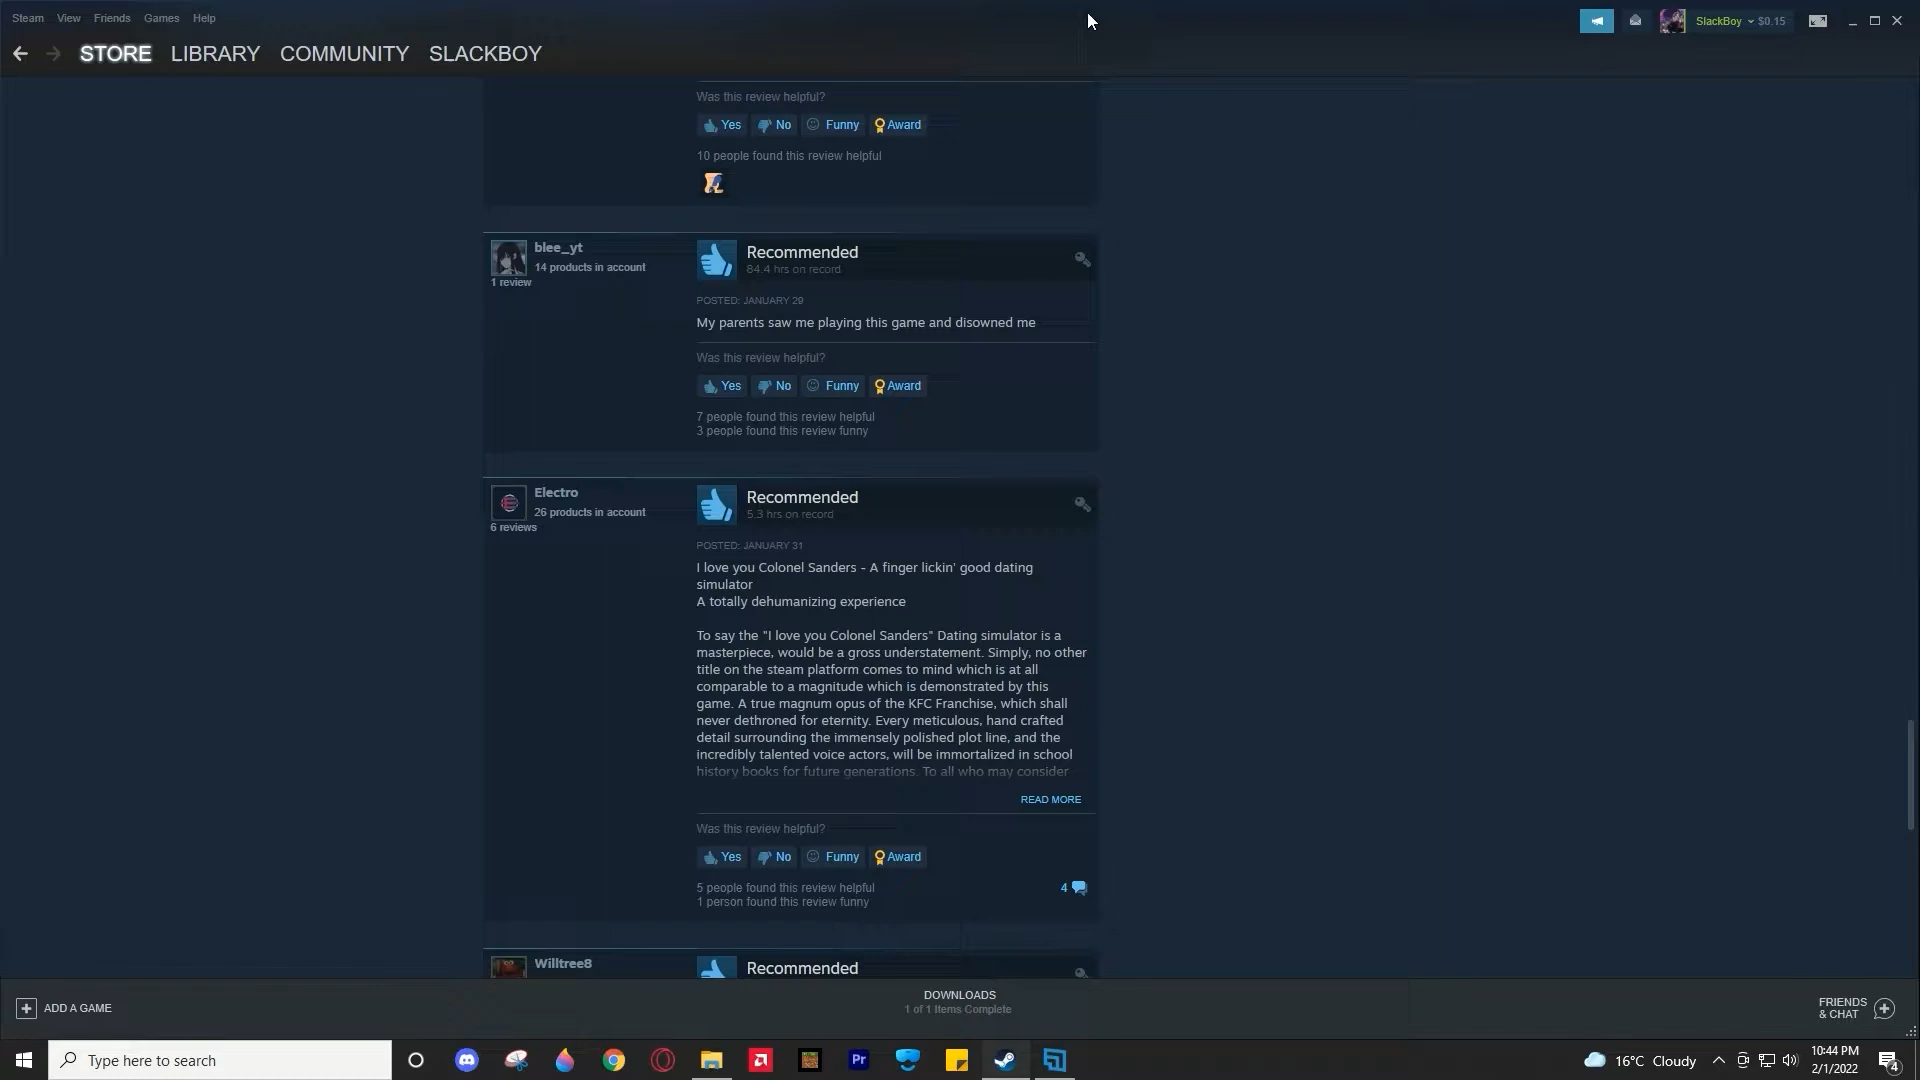 Steam View Friends Games Help
SlackBoy $0.15
STORE LIBRARY COMMUNITY SLACKBOY
Was this review helpful?
Yes No Funny Award
10 people found this review helpful
blee_yt
14 products in account
1 review
Recommended
84.4 hrs on record
POSTED: JANUARY 29
My parents saw me playing this game and disowned me
Was this review helpful?
Yes No Funny Award
7 people found this review helpful
3 people found this review funny
Electro
26 products in account
6 reviews
Recommended
5.3 hrs on record
POSTED: JANUARY 31
I love you Colonel Sanders - A finger lickin' good dating
simulator
A totally dehumanizing experience
To say the "I love you Colonel Sanders" Dating simulator is a
masterpiece, would be a gross understatement. Simply, no other
title on the steam platform comes to mind which is at all
comparable to a magnitude which is demonstrated by this
game. A true magnum opus of the KFC Franchise, which shall
never dethroned for eternity. Every meticulous, hand crafted
detail surrounding the immensely polished plot line, and the
incredibly talented voice actors, will be immortalized in school
history books for future generations. To all who may consider
READ MORE
Was this review helpful?
Yes No Funny Award
5 people found this review helpful
1 person found this review funny
4
Willtree8
Recommended
ADD A GAME
DOWNLOADS
1 of 1 Items Complete
FRIENDS
& CHAT
Type here to search
Pr
16°C Cloudy
10:44 PM
2/1/2022
4